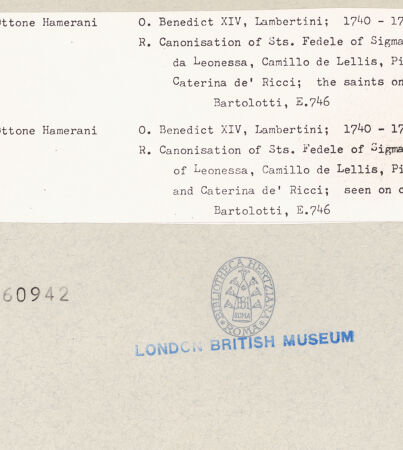 ttone Hamerani O. Benedict XIV, Lambertini; 1740 - 17
R. Canonisation of Sts. Fedele of Sigma
da Leonessa, Camillo de Lellis, Pi
Caterina de' Ricci; the saints on
Bartolotti, E.746
ttone Hamerani O. Benedict XIV, Lambertini; 1740 - 17
R. Canonisation of Sts. Fedele of Sigma
of Leonessa, Camillo de Lellis, Pi
and Caterina de' Ricci; seen on c
Bartolotti, E.746
60942
BIBLIOTHECA HERTZIANA
ROMA
ROMA
LONDON BRITISH MUSEUM